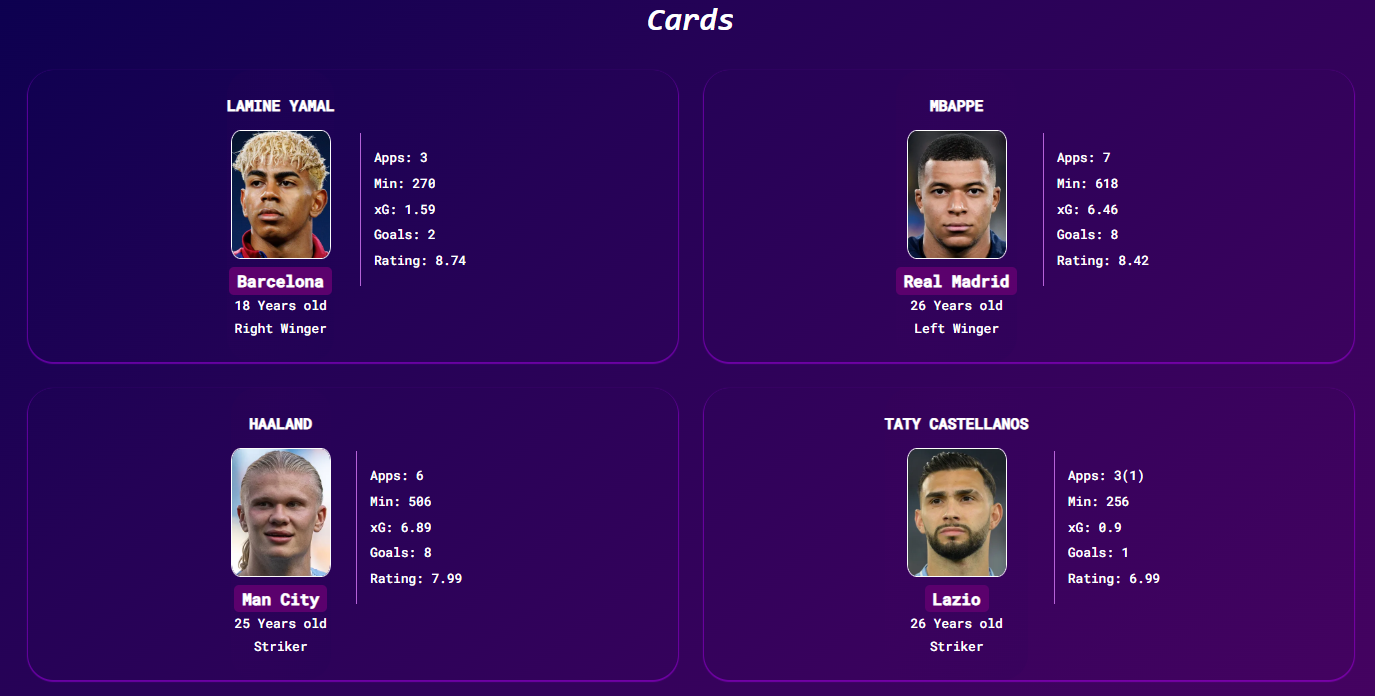 Cards
LAMINE YAMAL
Apps: 3
Min: 270
xG: 1.59
Goals: 2
Rating: 8.74
Barcelona
18 Years old
Right Winger
MBAPPE
Apps: 7
Min: 618
xG: 6.46
Goals: 8
Rating: 8.42
Real Madrid
26 Years old
Left Winger
HAALAND
Apps: 6
Min: 506
xG: 6.89
Goals: 8
Rating: 7.99
Man City
25 Years old
Striker
TATY CASTELLANOS
Apps: 3(1)
Min: 256
xG: 0.9
Goals: 1
Rating: 6.99
Lazio
26 Years old
Striker